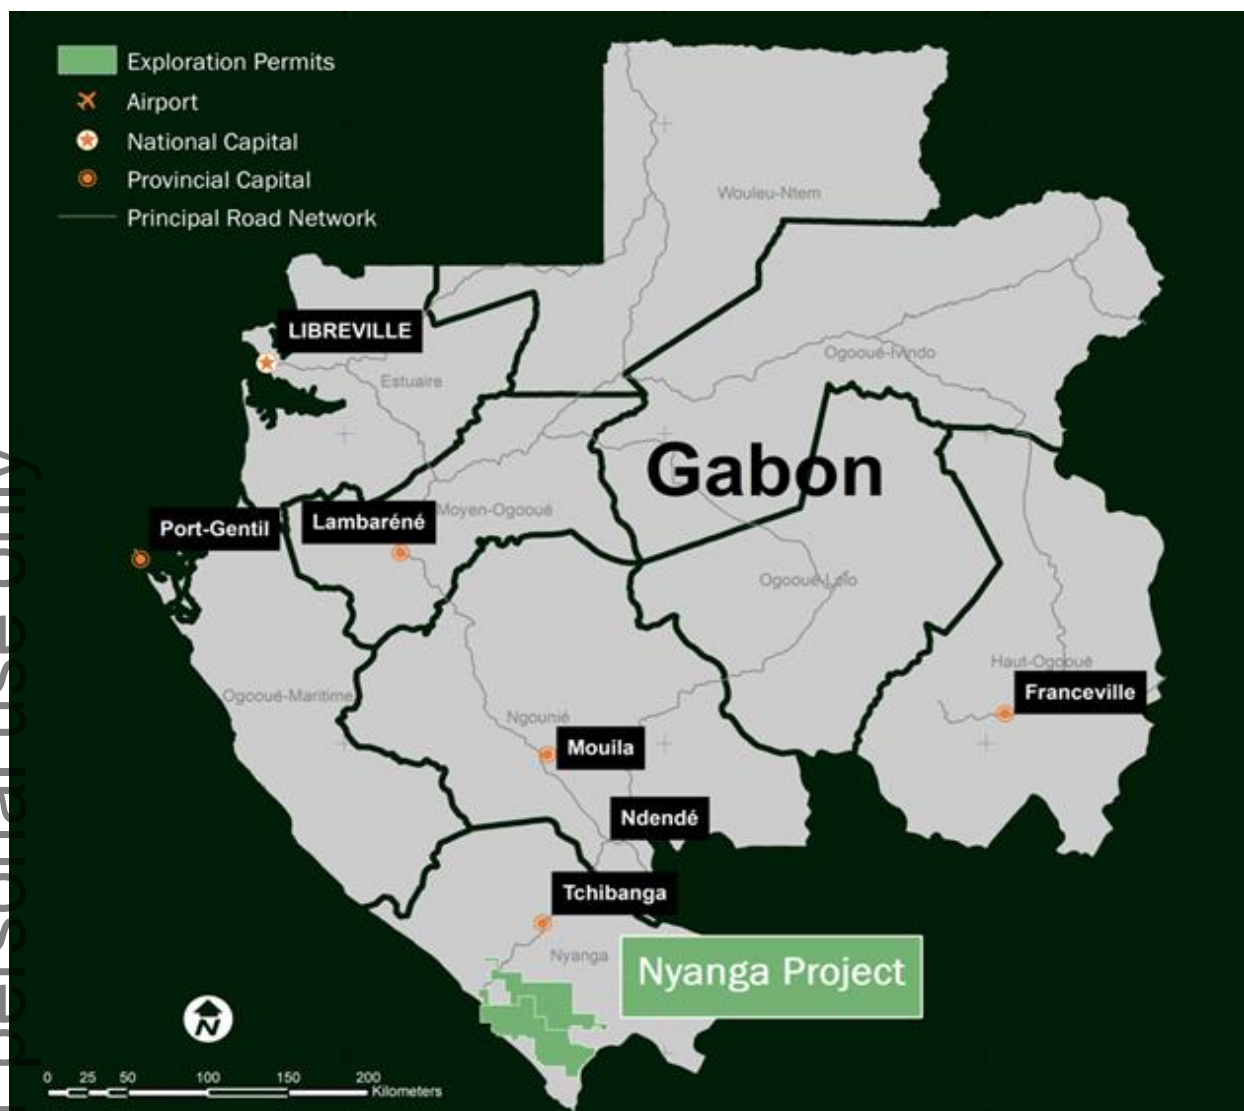 Exploration Permits
Airport
National Capital
Provincial Capital
Principal Road Network
Wouleu-Ntem
LIBREVILLE
Ogooué-Ivindo
Estuaire
Gabon
Port-Gentil
Lambaréné
Moyen-Ogooué
Ogooué-Lolo
Haut-Ogooué
Franceville
Ogooué-Maritime
Ngounié
Mouila
Ndendé
Tchibanga
Nyanga
Nyanga Project
N
0 25 50 100 150 200
Kilometers
personal use only